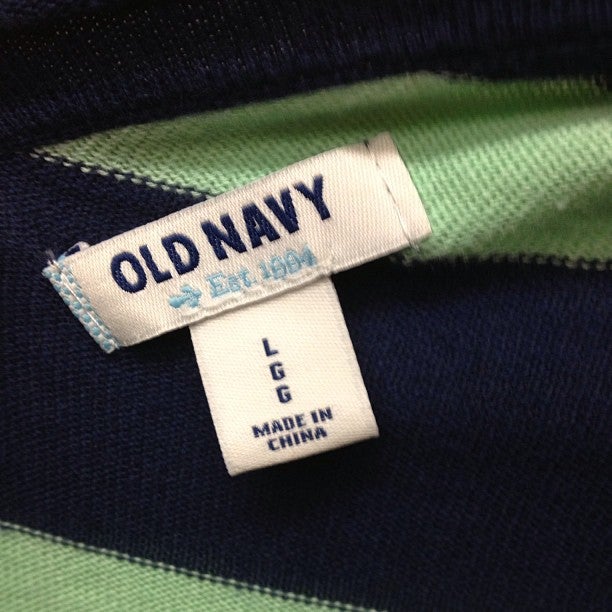 OLD NAVY
Est 1994
L
G
G
MADE IN
CHINA